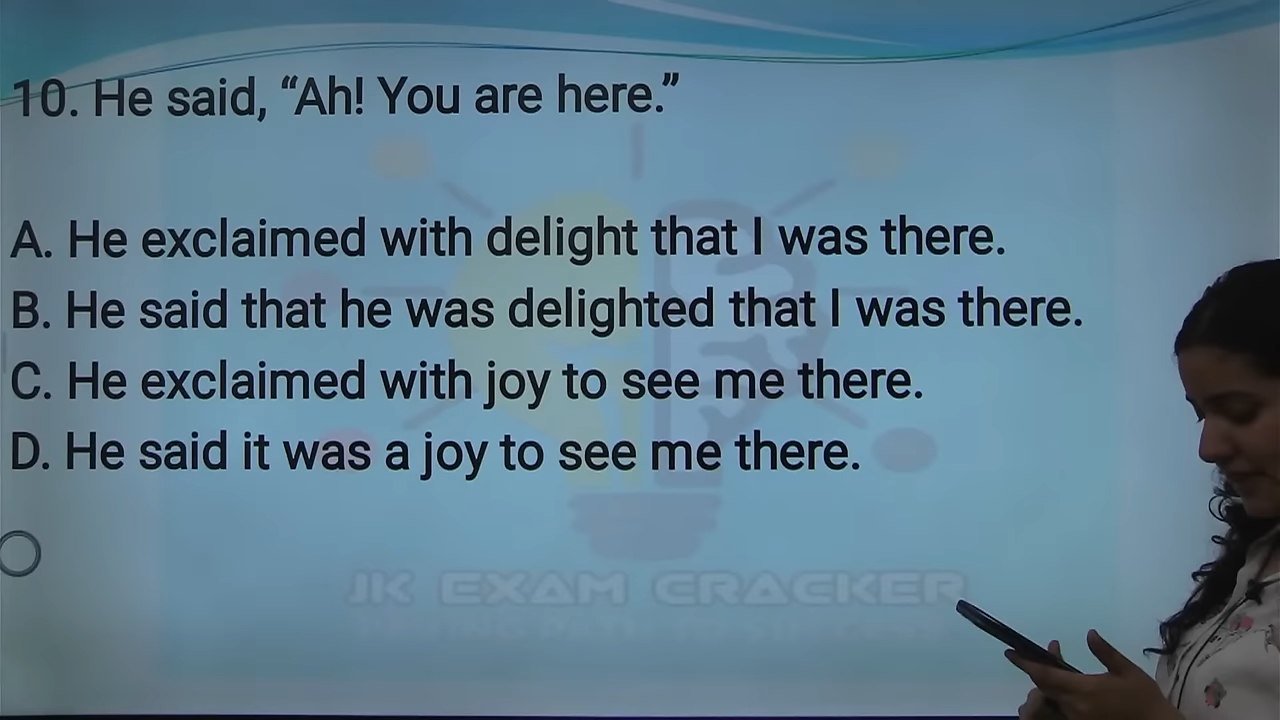 10. He said, “Ah! You are here.”
A. He exclaimed with delight that I was there.
B. He said that he was delighted that I was there.
C. He exclaimed with joy to see me there.
D. He said it was a joy to see me there.
JK EXAM CRACKER